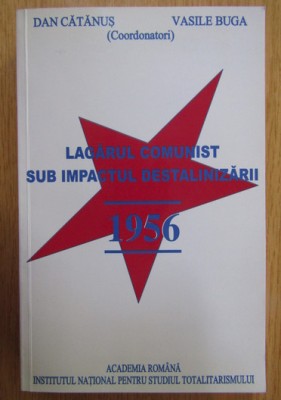 DAN CĂTĂNUȘ VASILE BUGA
(Coordonatori)
LAGĂRUL COMUNIST
SUB IMPACTUL DESTALINIZĂRII
1956
ACADEMIA ROMÂNĂ
INSTITUTUL NAȚIONAL PENTRU STUDIUL TOTALITARISMULUI